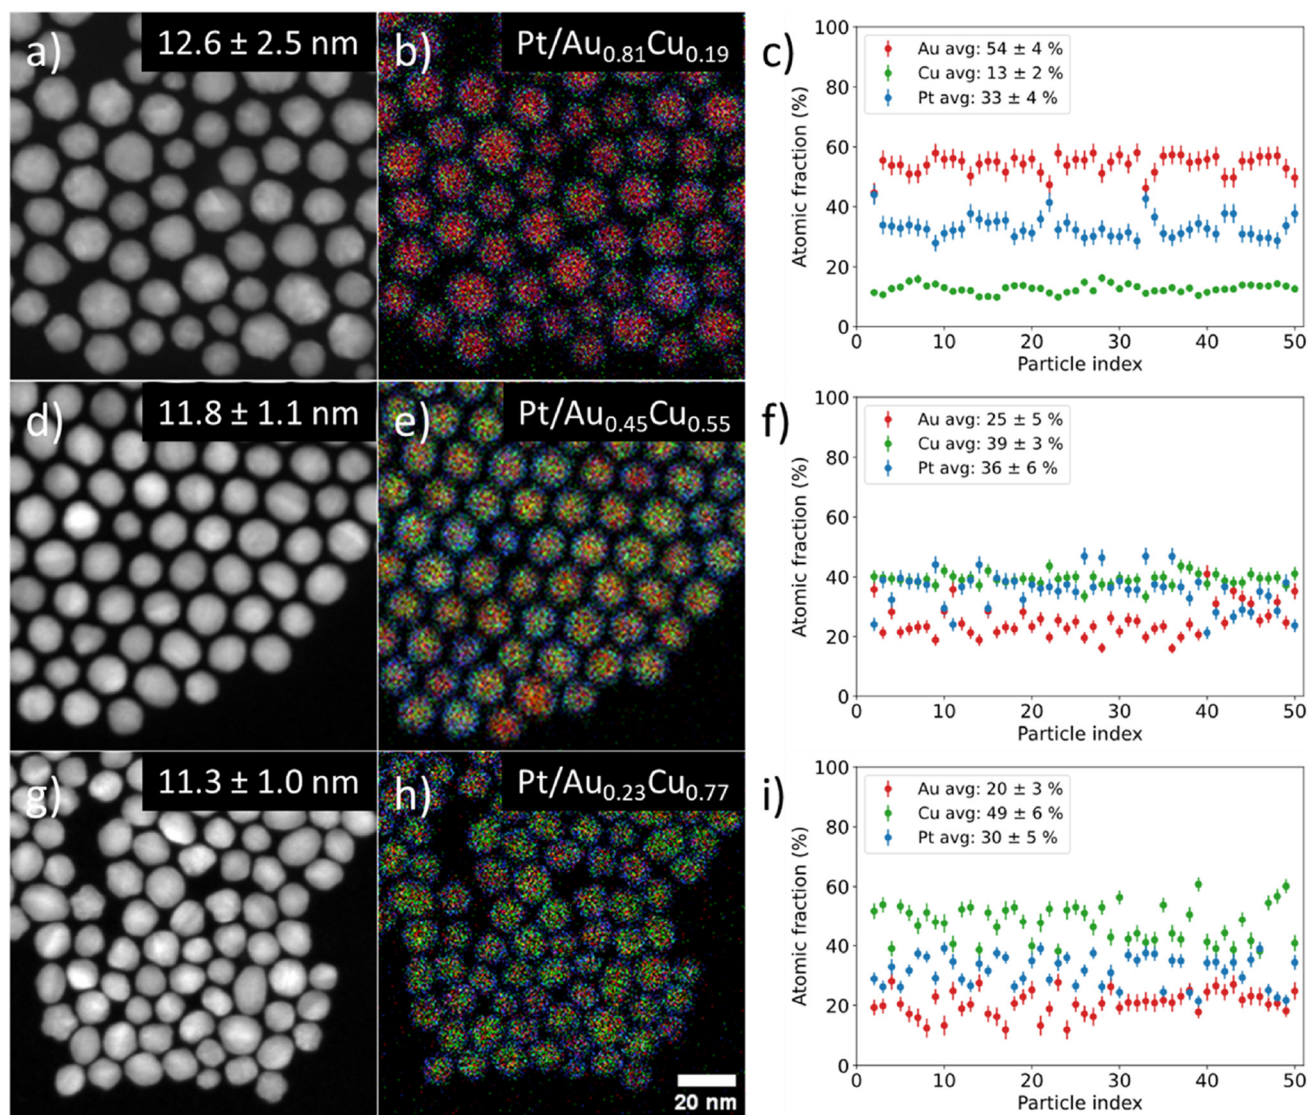 a) 12.6 ± 2.5 nm
b) Pt/Au0.81Cu0.19
c)
100
80
60
40
20
0
Atomic fraction (%)
Au avg: 54 ± 4 %
Cu avg: 13 ± 2 %
Pt avg: 33 ± 4 %
0 10 20 30 40 50
Particle index
d) 11.8 ± 1.1 nm
e) Pt/Au0.45Cu0.55
f)
100
80
60
40
20
0
Atomic fraction (%)
Au avg: 25 ± 5 %
Cu avg: 39 ± 3 %
Pt avg: 36 ± 6 %
0 10 20 30 40 50
Particle index
g) 11.3 ± 1.0 nm
h) Pt/Au0.23Cu0.77
20 nm
i)
100
80
60
40
20
0
Atomic fraction (%)
Au avg: 20 ± 3 %
Cu avg: 49 ± 6 %
Pt avg: 30 ± 5 %
0 10 20 30 40 50
Particle index